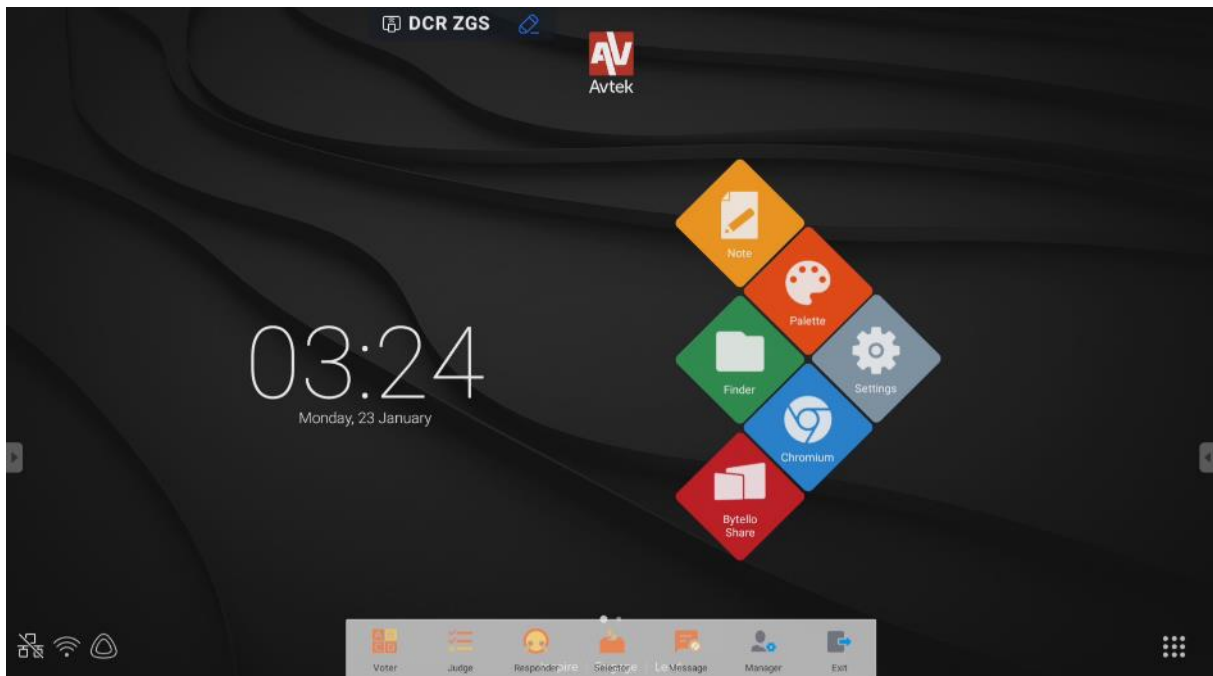 DCR ZGS
AV
Avtek
Note
Palette
Finder
Settings
03:24
Monday, 23 January
Chromium
Bytello
Share
A B
C D
Voter
Judge
Responder
Selector
Message
Manager
Exit